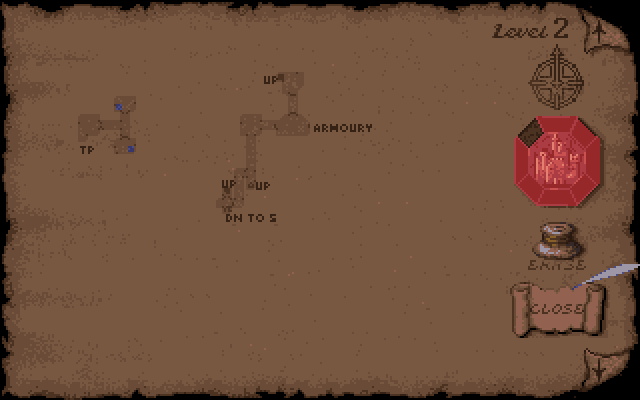 Level 2
UP
ARMOURY
TP
UP UP
DN TO 5
ERASE
CLOSE